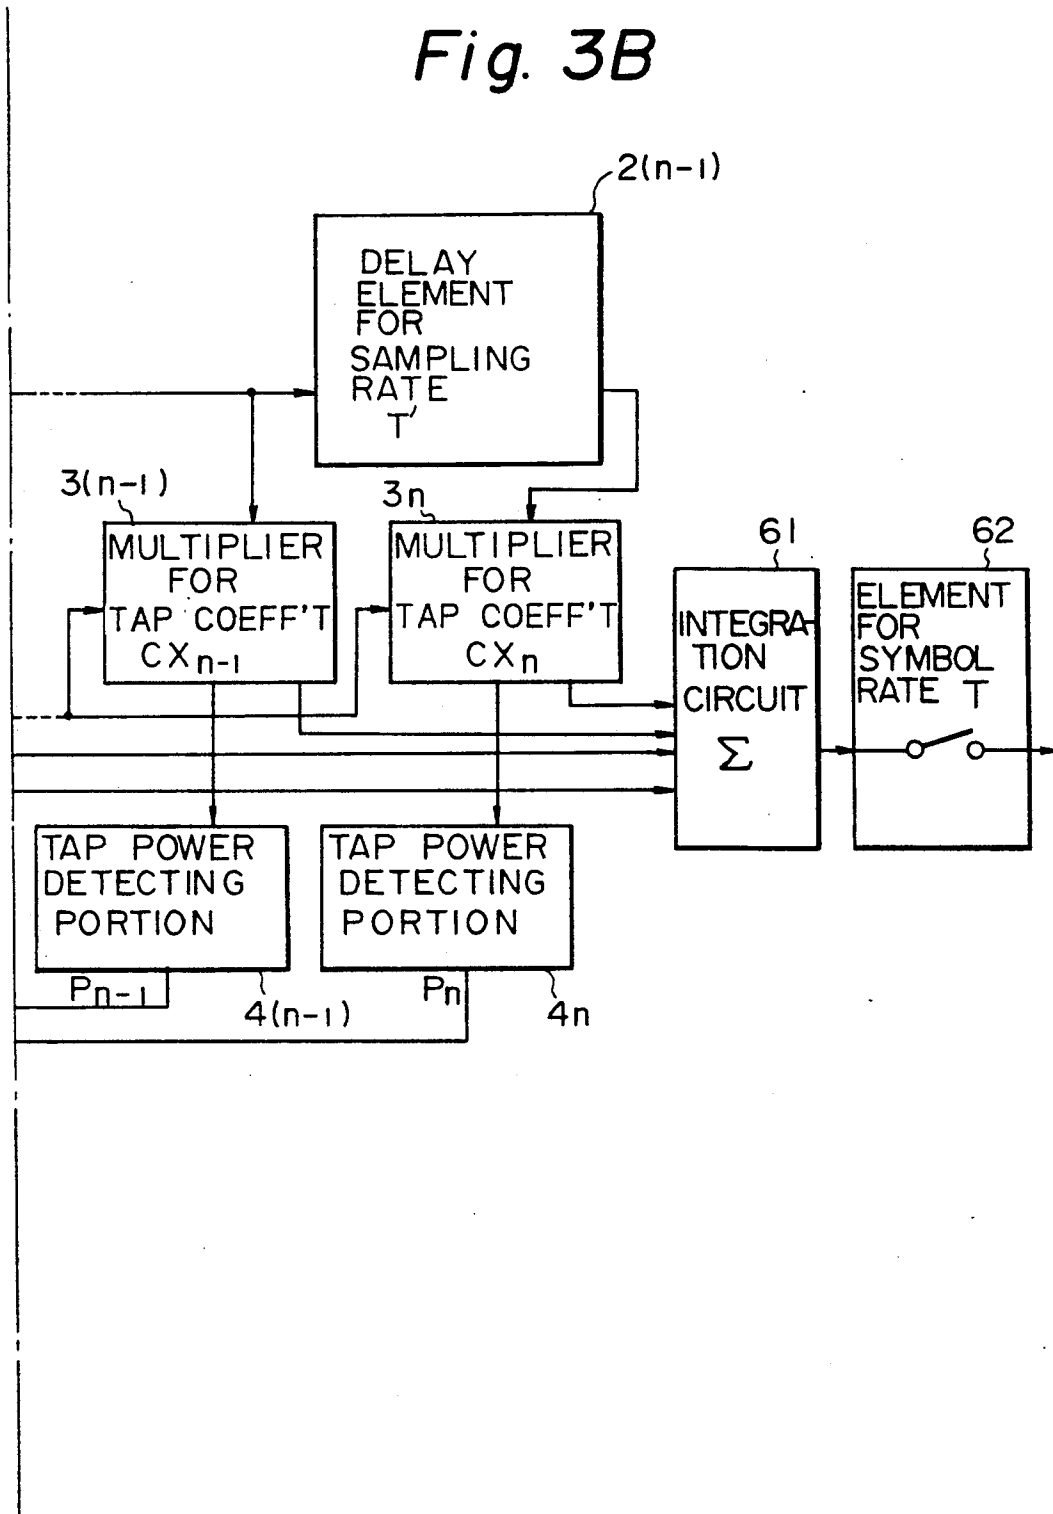 Fig. 3B
2(n-1)
DELAY
ELEMENT
FOR
SAMPLING
RATE
T'
3(n-1)
MULTIPLIER
FOR
TAP COEFF'T
CXn-1
3n
MULTIPLIER
FOR
TAP COEFF'T
CXn
61
INTEGRA-
TION
CIRCUIT
Σ
62
ELEMENT
FOR
SYMBOL
RATE T
TAP POWER
DETECTING
PORTION
Pn-1
4(n-1)
TAP POWER
DETECTING
PORTION
Pn
4n